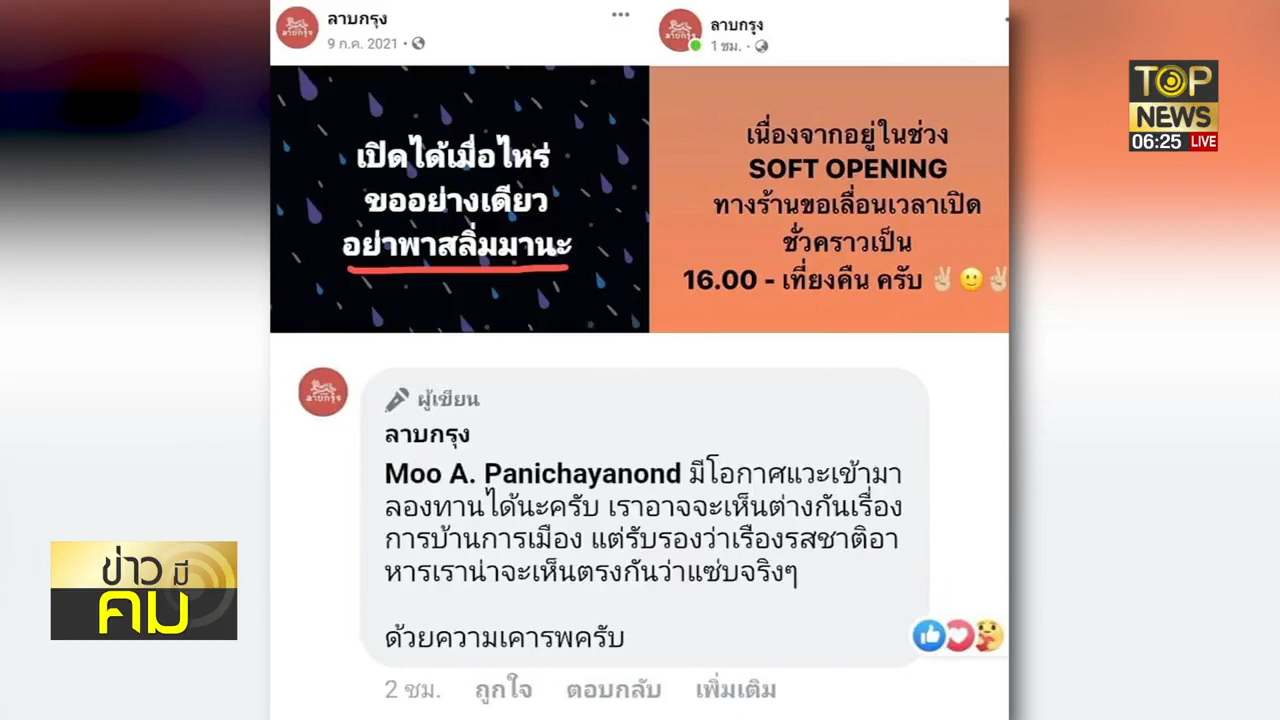 ลาบกรุง
9 ก.ค. 2021
เปิดได้เมื่อไหร่
ขออย่างเดียว
อย่าพาสลิ่มมานะ
ลาบกรุง
1 ชม.
เนื่องจากอยู่ในช่วง
SOFT OPENING
ทางร้านขอเลื่อนเวลาเปิด
ชั่วคราวเป็น
16.00 - เที่ยงคืน ครับ ✌🏻🙂✌🏻
TOP
NEWS
06:25 LIVE
ลาบกรุง
ผู้เขียน
ลาบกรุง
Moo A. Panichayanond มีโอกาศแวะเข้ามา
ลองทานได้นะครับ เราอาจจะเห็นต่างกันเรื่อง
การบ้านการเมือง แต่รับรองว่าเรืองรสชาติอา
หารเราน่าจะเห็นตรงกันว่าแซ่บจริงๆ
ด้วยความเคารพครับ
2 ชม. ถูกใจ ตอบกลับ เพิ่มเติม
ข่าวมี
คม